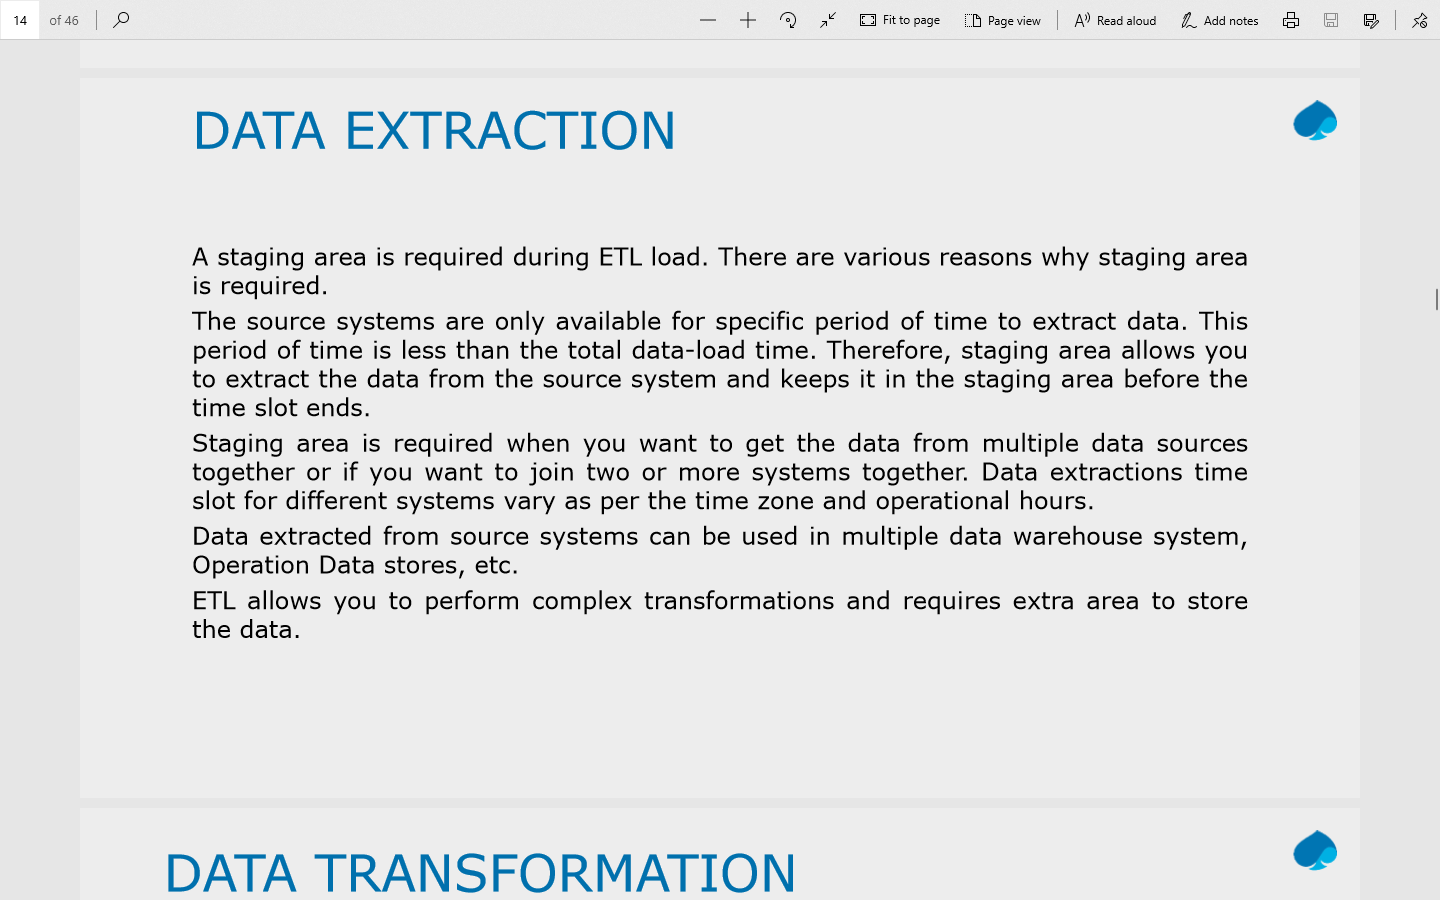 14 of 46 Fit to page Page view Read aloud Add notes
DATA EXTRACTION
A staging area is required during ETL load. There are various reasons why staging area
is required.
The source systems are only available for specific period of time to extract data. This
period of time is less than the total data-load time. Therefore, staging area allows you
to extract the data from the source system and keeps it in the staging area before the
time slot ends.
Staging area is required when you want to get the data from multiple data sources
together or if you want to join two or more systems together. Data extractions time
slot for different systems vary as per the time zone and operational hours.
Data extracted from source systems can be used in multiple data warehouse system,
Operation Data stores, etc.
ETL allows you to perform complex transformations and requires extra area to store
the data.
DATA TRANSFORMATION